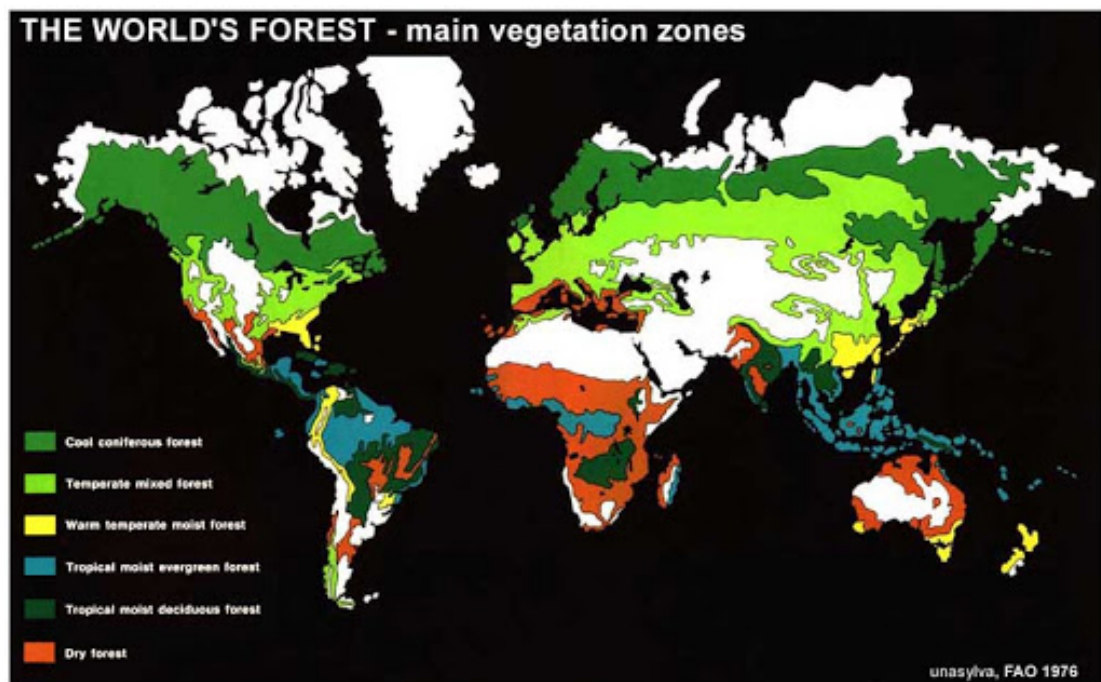 THE WORLD'S FOREST - main vegetation zones
Cool coniferous forest
Temperate mixed forest
Warm temperate moist forest
Tropical moist evergreen forest
Tropical moist deciduous forest
Dry forest
unasylva, FAO 1976